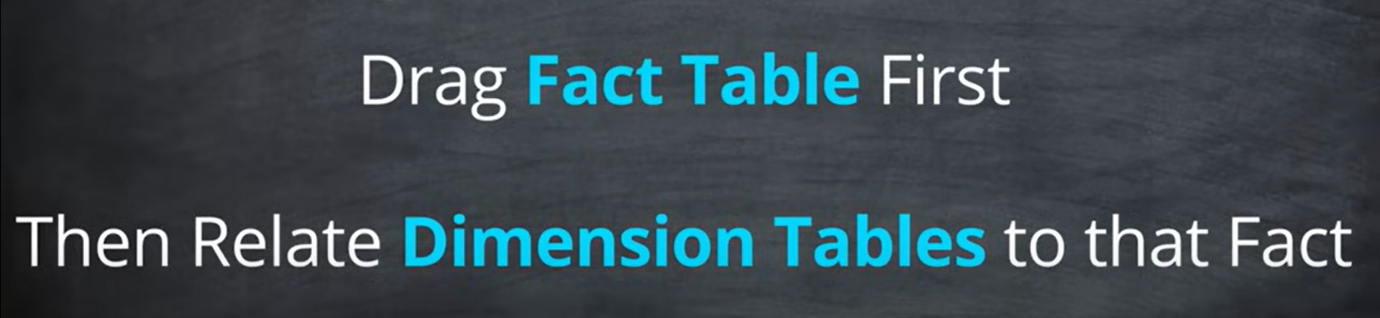 Drag Fact Table First
Then Relate Dimension Tables to that Fact